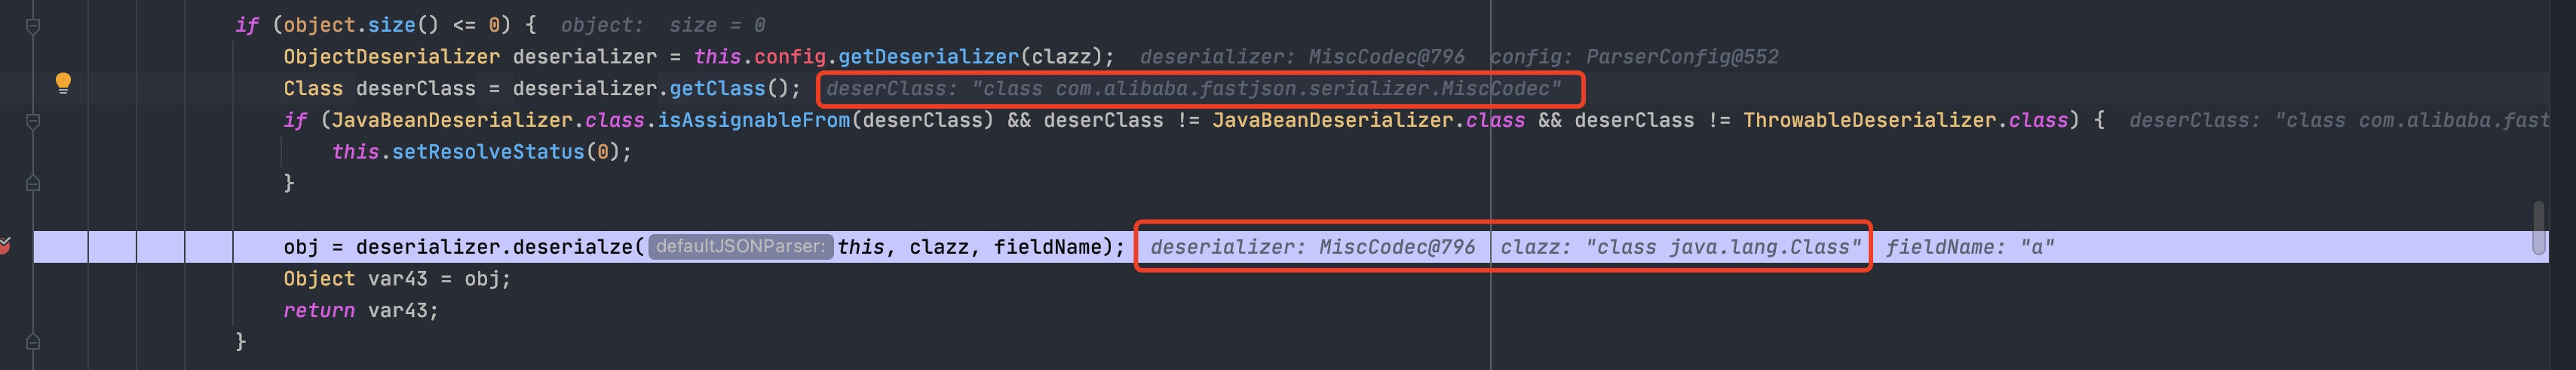 if (object.size() <= 0) {  object:  size = 0
ObjectDeserializer deserializer = this.config.getDeserializer(clazz);  deserializer: MiscCodec@796  config: ParserConfig@552
Class deserClass = deserializer.getClass();  deserClass: "class com.alibaba.fastjson.serializer.MiscCodec"
if (JavaBeanDeserializer.class.isAssignableFrom(deserClass) && deserClass != JavaBeanDeserializer.class && deserClass != ThrowableDeserializer.class) {  deserClass: "class com.alibaba.fast
this.setResolveStatus(0);
}
obj = deserializer.deserialze( defaultJSONParser: this, clazz, fieldName);  deserializer: MiscCodec@796  clazz: "class java.lang.Class"  fieldName: "a"
Object var43 = obj;
return var43;
}